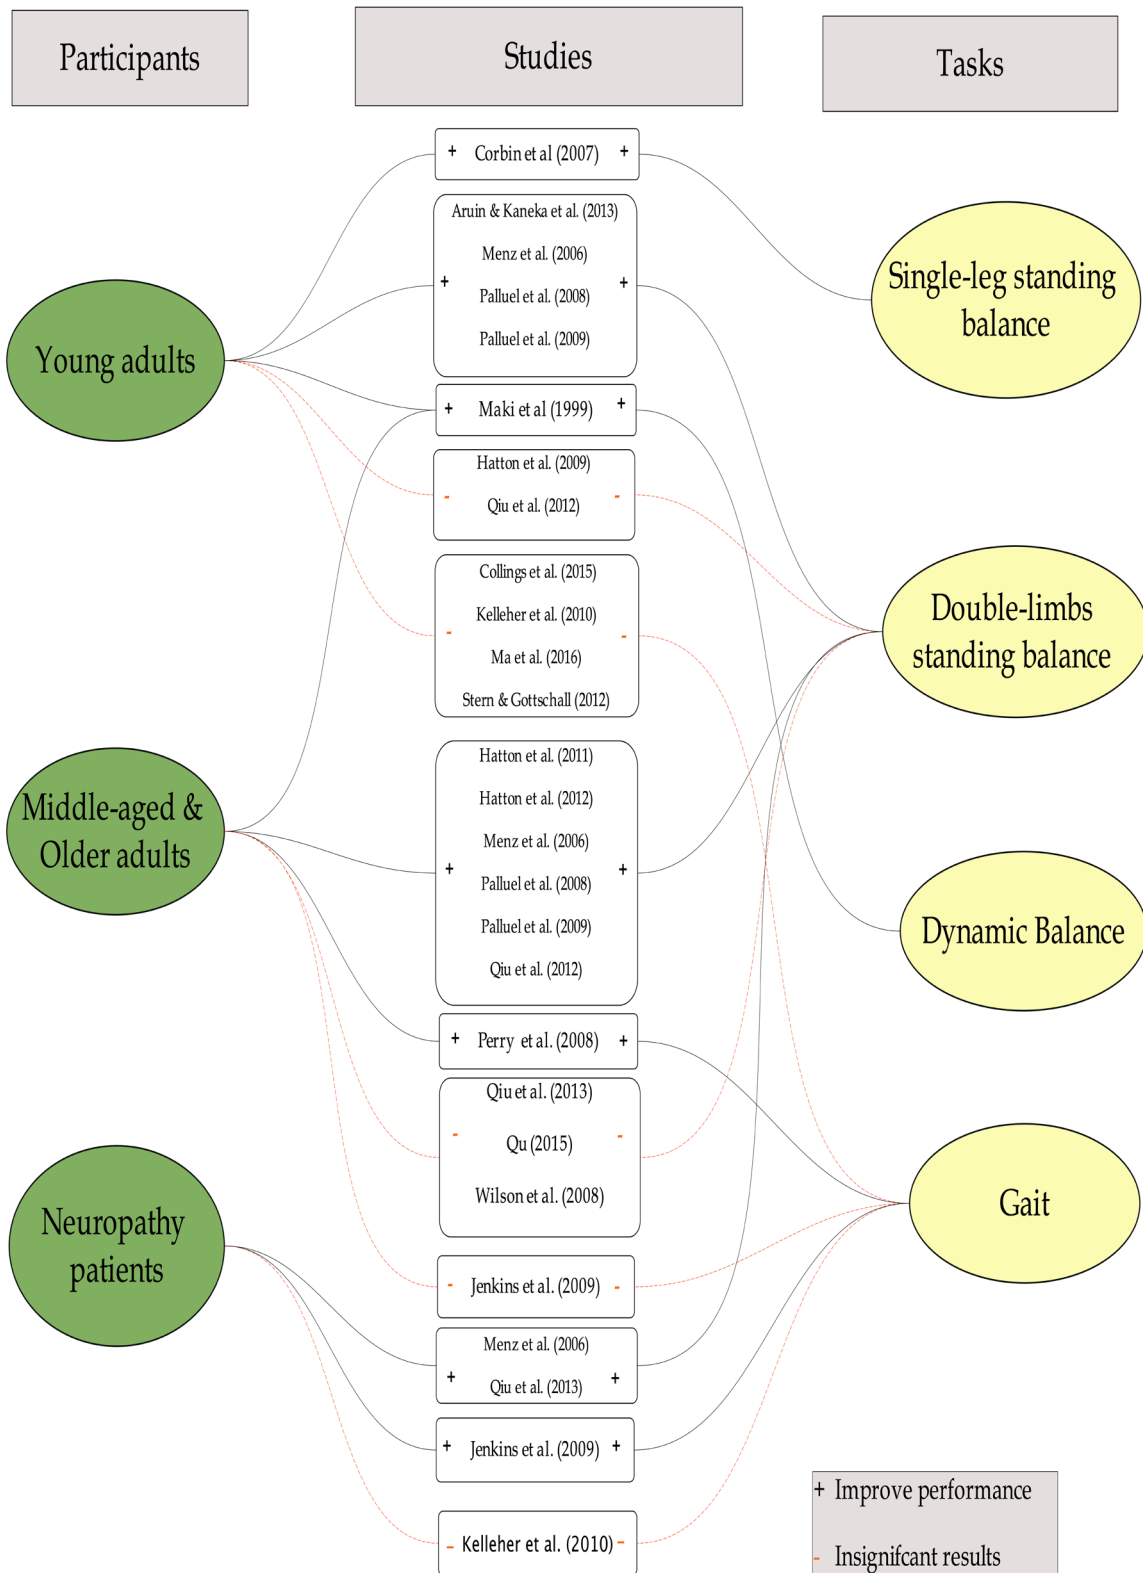 Participants
Studies
Tasks
Young adults
Middle-aged &
Older adults
Neuropathy
patients
+ Corbin et al (2007) +
Aruin & Kaneka et al. (2013)
Menz et al. (2006)
+ +
Palluel et al. (2008)
Palluel et al. (2009)
+ Maki et al (1999) +
Hatton et al. (2009)
- -
Qiu et al. (2012)
Collings et al. (2015)
Kelleher et al. (2010)
- -
Ma et al. (2016)
Stern & Gottschall (2012)
Hatton et al. (2011)
Hatton et al. (2012)
Menz et al. (2006)
+ +
Palluel et al. (2008)
Palluel et al. (2009)
Qiu et al. (2012)
+ Perry et al. (2008) +
Qiu et al. (2013)
- -
Qu (2015)
Wilson et al. (2008)
- Jenkins et al. (2009) -
Menz et al. (2006)
+ +
Qiu et al. (2013)
+ Jenkins et al. (2009) +
- Kelleher et al. (2010) -
Single-leg standing
balance
Double-limbs
standing balance
Dynamic Balance
Gait
+ Improve performance
- Insignifcant results